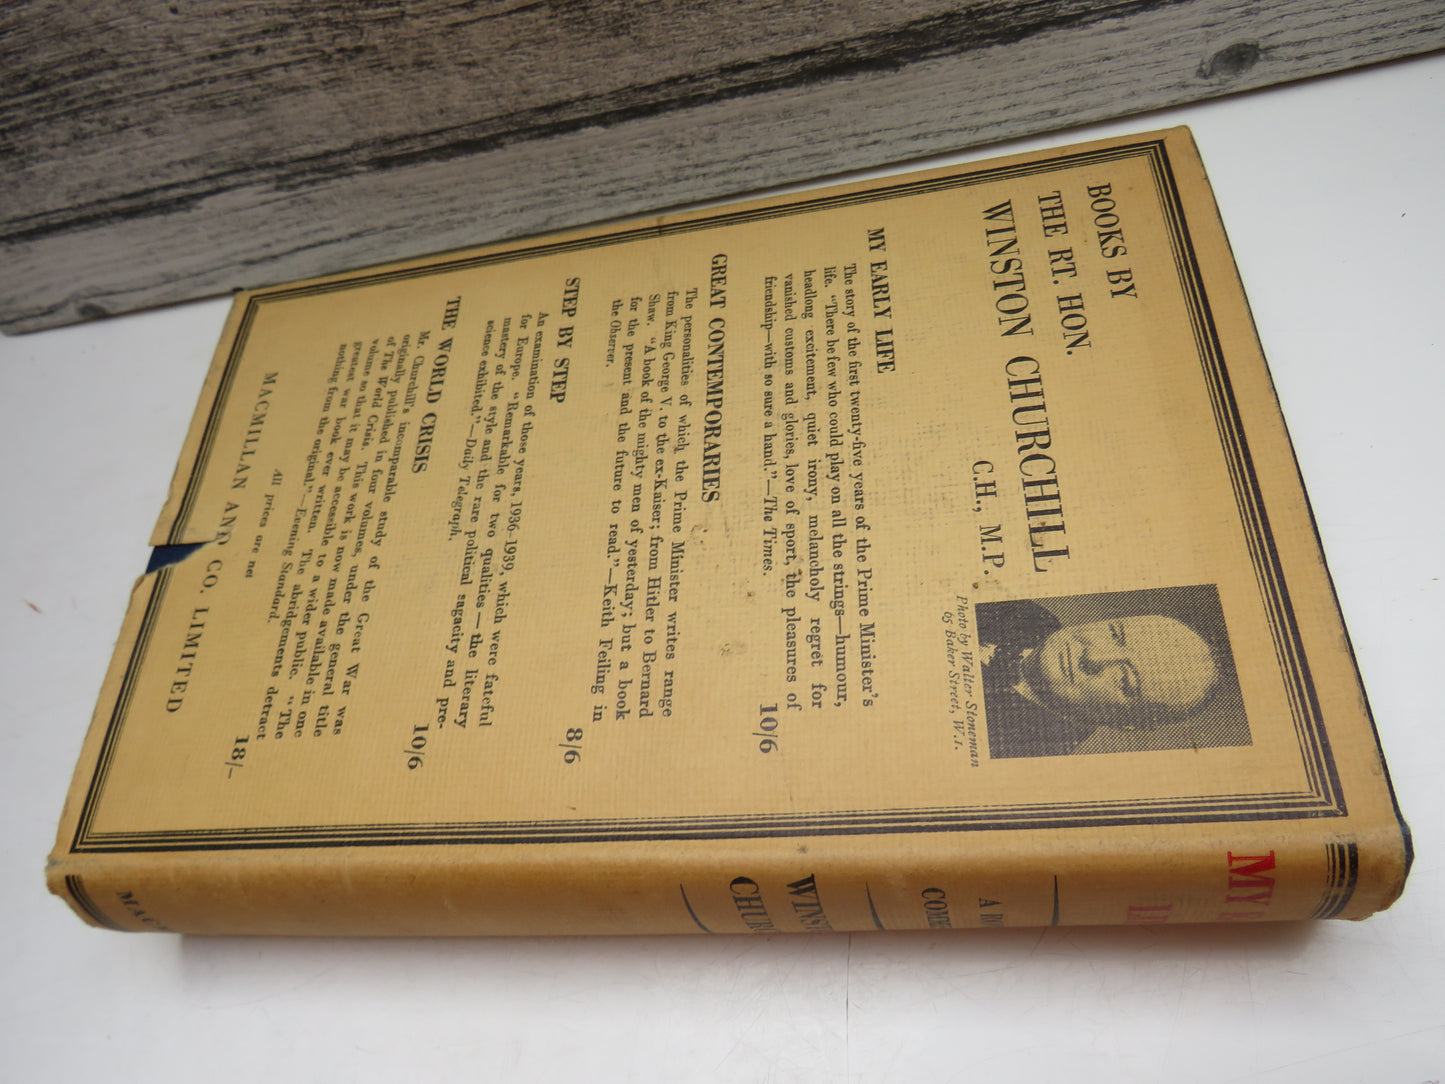 BOOKS BY
THE RT. HON.
WINSTON CHURCHILL
C.H., M.P.
Photo by Walter Stoneman
65 Baker Street, W.1.
MY EARLY LIFE
The story of the first twenty-five years of the Prime Minister's
life. “There be few who could play on all the strings—humour,
headlong excitement, quiet irony, melancholy regret for
vanished customs and glories, love of sport, the pleasures of
friendship—with so sure a hand.”—The Times.
10/6
GREAT CONTEMPORARIES
The personalities of which the Prime Minister writes range
from King George V. to the ex-Kaiser; from Hitler to Bernard
Shaw. “A book of the mighty men of yesterday; but a book
for the present and the future to read.”—Keith Feiling in
the Observer.
8/6
STEP BY STEP
An examination of those years, 1936-1939, which were fateful
for Europe. “Remarkable for two qualities—the literary
mastery of the style and the rare political sagacity and pre-
science exhibited.”—Daily Telegraph.
10/6
THE WORLD CRISIS
Mr. Churchill's incomparable study of the Great War was
originally published in four volumes, under the general title
of The World Crisis. This work is now made available in one
volume so that it may be accessible to a wider public. “The
greatest war book ever written. The abridgements detract
nothing from the original.”—Evening Standard.
18/-
All prices are net
MACMILLAN AND CO. LIMITED
MY
A
COMM
WINS
CHUR
MAC